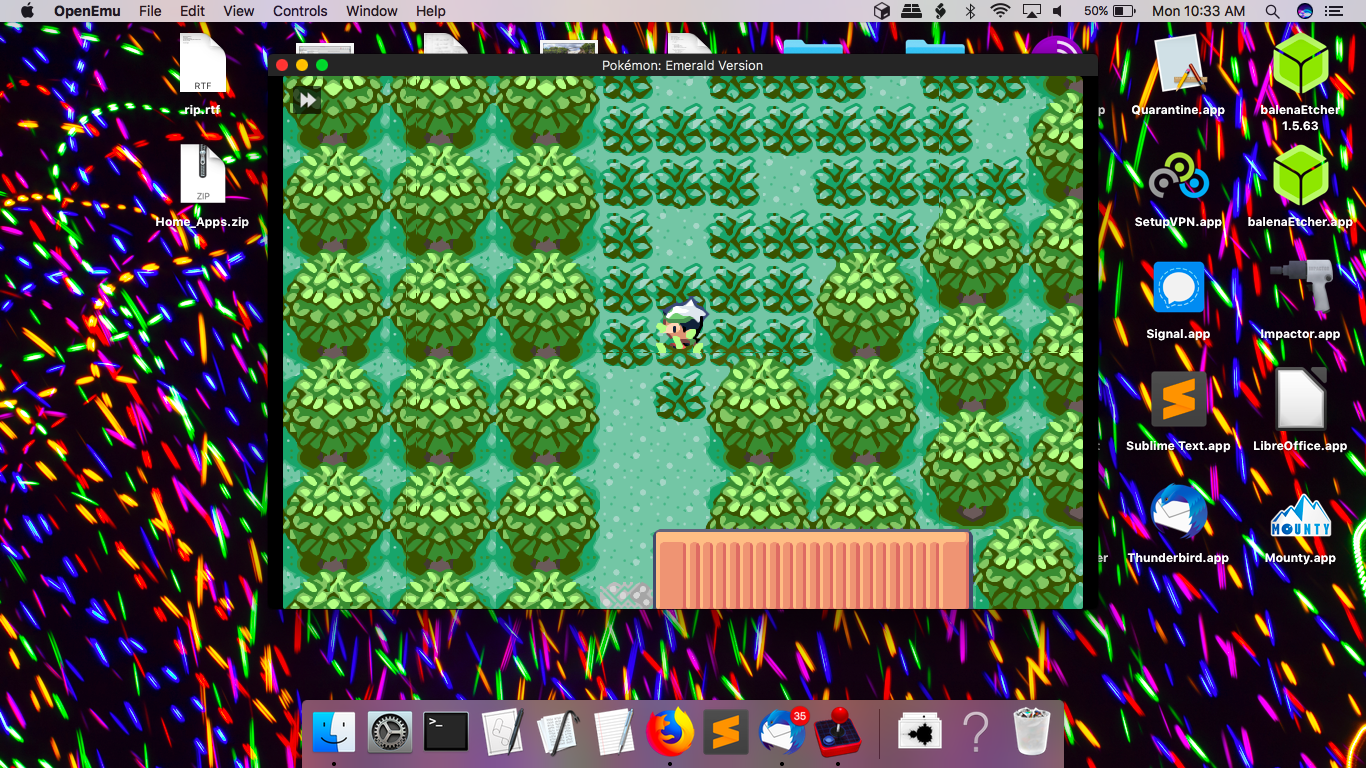 OpenEmu File Edit View Controls Window Help
50% Mon 10:33 AM
Pokémon: Emerald Version
RTF
rip.rtf
ZIP
Home_Apps.zip
Quarantine.app
balenaEtcher
1.5.63
SetupVPN.app
balenaEtcher.app
Signal.app
Impactor.app
Sublime Text.app
LibreOffice.app
Thunderbird.app
MOUNTY
Mounty.app
>_
35
?